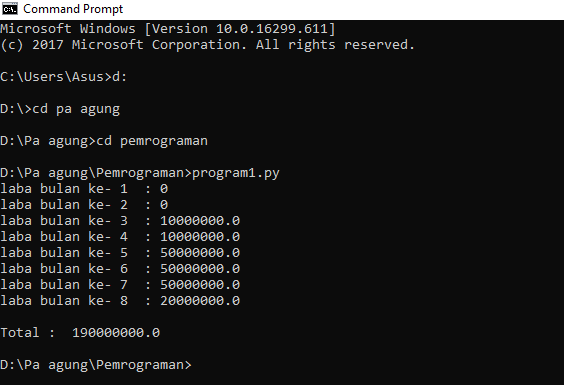 Command Prompt
Microsoft Windows [Version 10.0.16299.611]
(c) 2017 Microsoft Corporation. All rights reserved.
C:\Users\Asus>d:
D:\>cd pa agung
D:\Pa agung>cd pemrograman
D:\Pa agung\Pemrograman>program1.py
laba bulan ke- 1  : 0
laba bulan ke- 2  : 0
laba bulan ke- 3  : 10000000.0
laba bulan ke- 4  : 10000000.0
laba bulan ke- 5  : 50000000.0
laba bulan ke- 6  : 50000000.0
laba bulan ke- 7  : 50000000.0
laba bulan ke- 8  : 20000000.0
Total :  190000000.0
D:\Pa agung\Pemrograman>